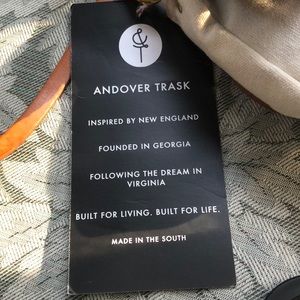 ANDOVER TRASK
INSPIRED BY NEW ENGLAND
FOUNDED IN GEORGIA
FOLLOWING THE DREAM IN
VIRGINIA
BUILT FOR LIVING. BUILT FOR LIFE.
MADE IN THE SOUTH